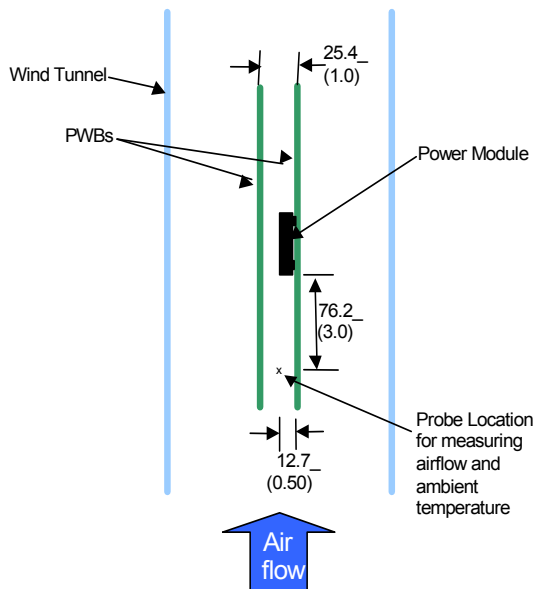 25.4_
(1.0)
Wind Tunnel
PWBs
Power Module
76.2_
(3.0)
x
Probe Location
for measuring
airflow and
ambient
temperature
12.7_
(0.50)
Air
flow